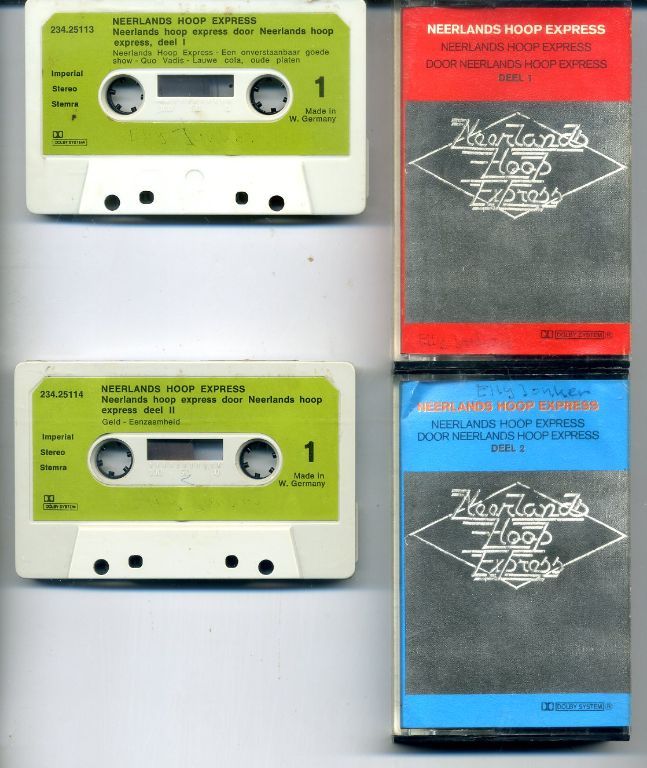 NEERLANDS HOOP EXPRESS
234.25113
Neerlands hoop express door Neerlands hoop
express, deel I
Neerlands Hoop Express - Een onverstaanbaar goede
show - Quo Vadis - Lauwe cola, oude platen
Imperial
Stereo
Stemra
1
Made in
W. Germany
DOLBY SYSTEM
NEERLANDS HOOP EXPRESS
NEERLANDS HOOP EXPRESS
DOOR NEERLANDS HOOP EXPRESS
DEEL 1
Neerlands
Hoop
Express
DOLBY SYSTEM ®
NEERLANDS HOOP EXPRESS
234.25114
Neerlands hoop express door Neerlands hoop
express deel II
Geld - Eenzaamheid
Imperial
Stereo
Stemra
1
Made in
W. Germany
100 50 0
DOLBY SYSTEM
Elly Jonker
NEERLANDS HOOP EXPRESS
NEERLANDS HOOP EXPRESS
DOOR NEERLANDS HOOP EXPRESS
DEEL 2
Neerlands
Hoop
Express
DOLBY SYSTEM ®